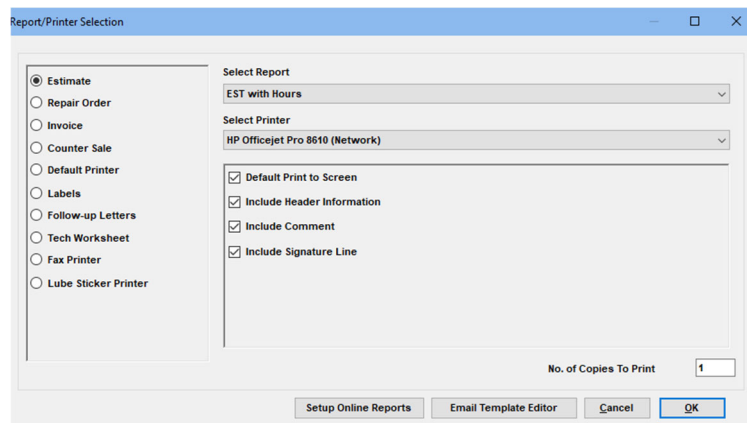 Report/Printer Selection
Estimate
Repair Order
Invoice
Counter Sale
Default Printer
Labels
Follow-up Letters
Tech Worksheet
Fax Printer
Lube Sticker Printer
Select Report
EST with Hours
Select Printer
HP Officejet Pro 8610 (Network)
Default Print to Screen
Include Header Information
Include Comment
Include Signature Line
No. of Copies To Print 1
Setup Online Reports Email Template Editor Cancel OK